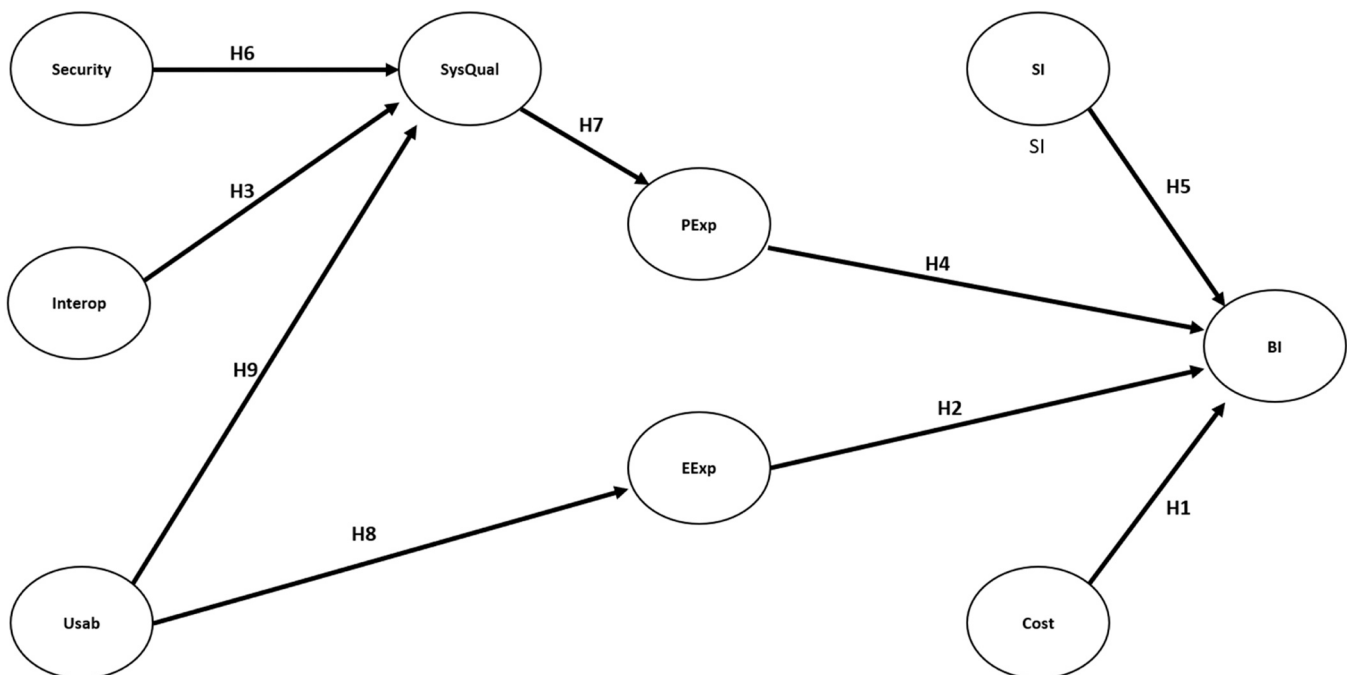 Security
H6
SysQual
SI
SI
H7
H3
H5
PExp
H4
Interop
BI
H9
H2
EExp
H8
H1
Usab
Cost